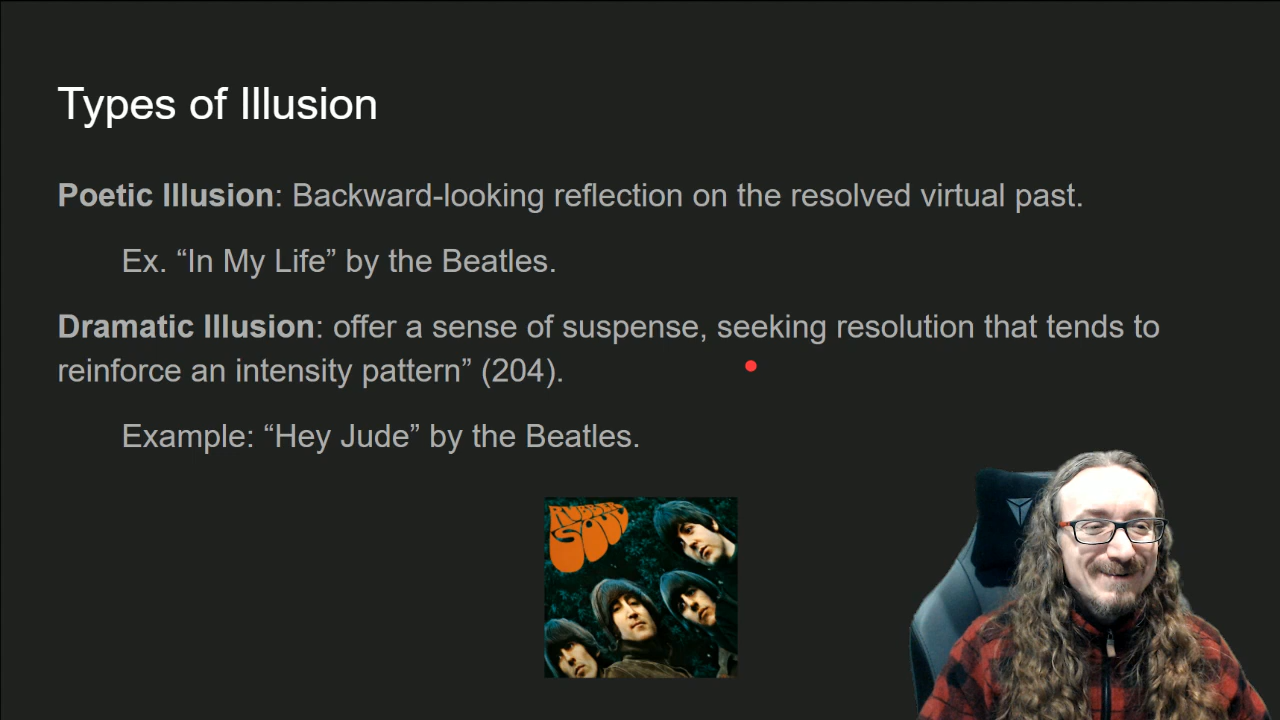 Types of Illusion
Poetic Illusion: Backward-looking reflection on the resolved virtual past.
Ex. “In My Life” by the Beatles.
Dramatic Illusion: offer a sense of suspense, seeking resolution that tends to
reinforce an intensity pattern” (204).
Example: “Hey Jude” by the Beatles.
RUBBER
SOUL